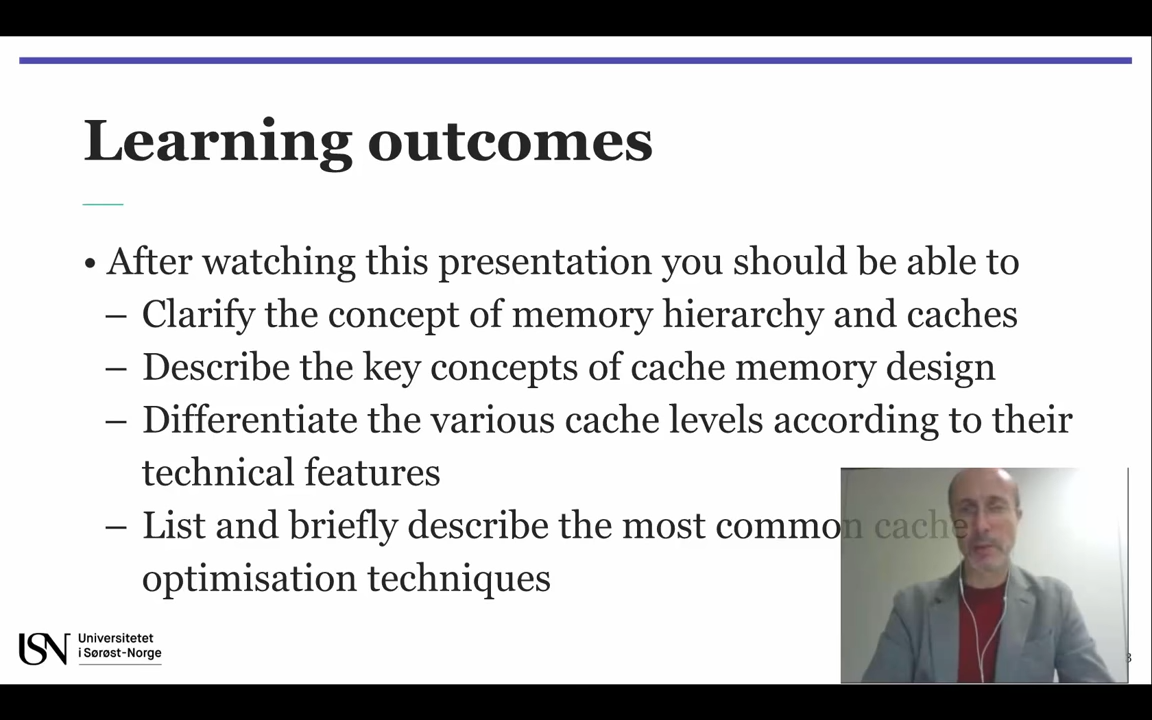 Learning outcomes
• After watching this presentation you should be able to
– Clarify the concept of memory hierarchy and caches
– Describe the key concepts of cache memory design
– Differentiate the various cache levels according to their
technical features
– List and briefly describe the most common cache
optimisation techniques
USN Universitetet
i Sørøst-Norge
3